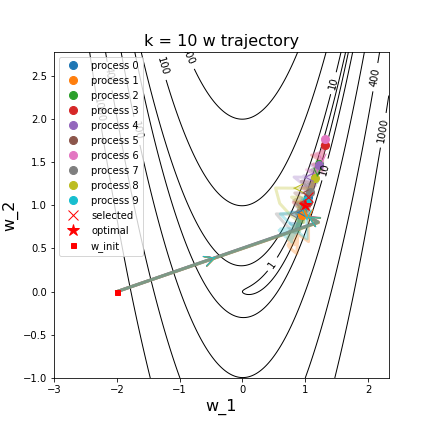 k = 10 w trajectory
process 0
process 1
process 2
process 3
process 4
process 5
process 6
process 7
process 8
process 9
selected
optimal
w_init
100
10
400
1000
10
1
2.5
2.0
1.5
1.0
0.5
0.0
−0.5
−1.0
−3
−2
−1
0
1
2
w_1
w_2